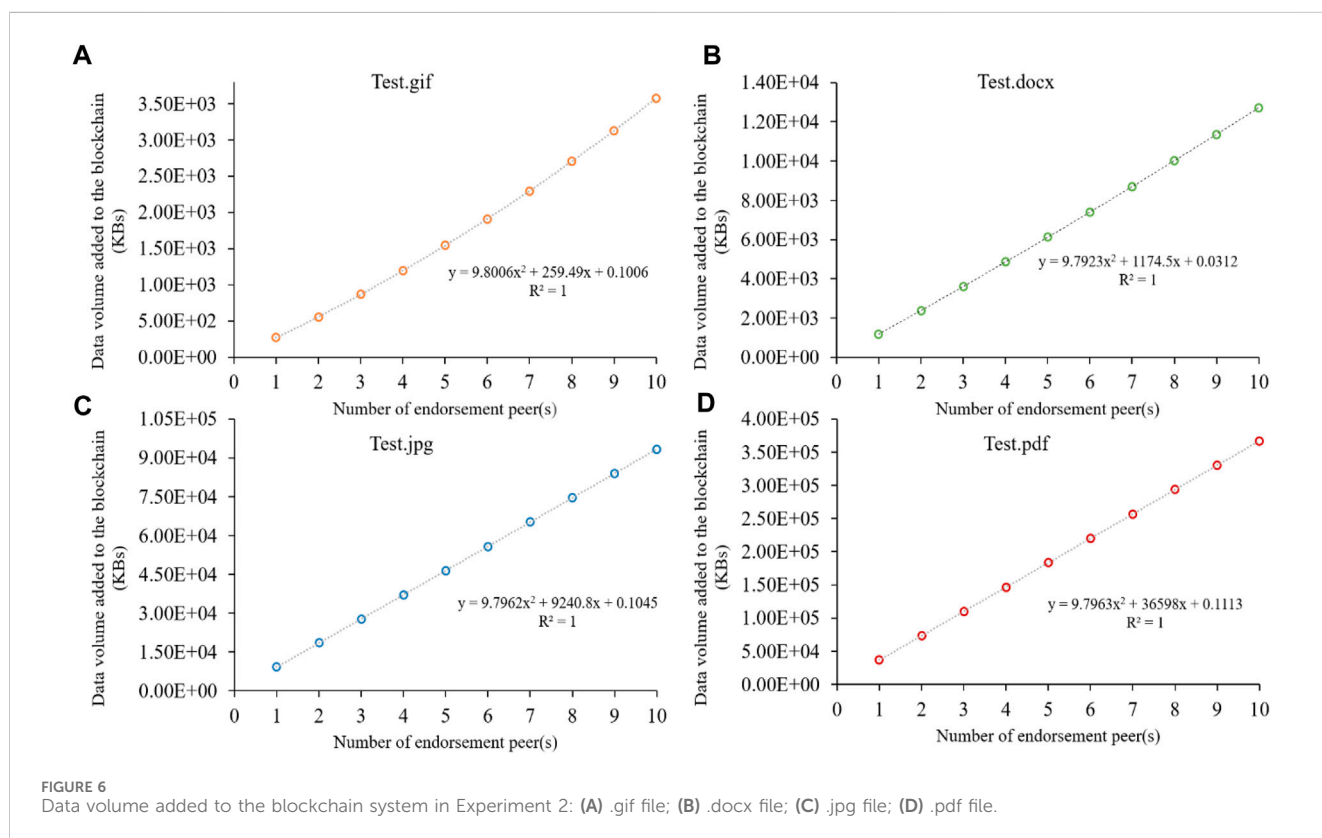 A
Test.gif
Data volume added to the blockchain
(KBs)
3.50E+03
3.00E+03
2.50E+03
2.00E+03
1.50E+03
1.00E+03
5.00E+02
0.00E+00
y = 9.8006x² + 259.49x + 0.1006
R² = 1
0 1 2 3 4 5 6 7 8 9 10
Number of endorsement peer(s)
B
Test.docx
Data volume added to the blockchain
(KBs)
1.40E+04
1.20E+04
1.00E+04
8.00E+03
6.00E+03
4.00E+03
2.00E+03
0.00E+00
y = 9.7923x² + 1174.5x + 0.0312
R² = 1
0 1 2 3 4 5 6 7 8 9 10
Number of endorsement peer(s)
C
Test.jpg
Data volume added to the blockchain
(KBs)
1.05E+05
9.00E+04
7.50E+04
6.00E+04
4.50E+04
3.00E+04
1.50E+04
0.00E+00
y = 9.7962x² + 9240.8x + 0.1045
R² = 1
0 1 2 3 4 5 6 7 8 9 10
Number of endorsement peer(s)
D
Test.pdf
Data volume added to the blockchain
(KBs)
4.00E+05
3.50E+05
3.00E+05
2.50E+05
2.00E+05
1.50E+05
1.00E+05
5.00E+04
0.00E+00
y = 9.7963x² + 36598x + 0.1113
R² = 1
0 1 2 3 4 5 6 7 8 9 10
Number of endorsement peer(s)
FIGURE 6
Data volume added to the blockchain system in Experiment 2: (A) .gif file; (B) .docx file; (C) .jpg file; (D) .pdf file.